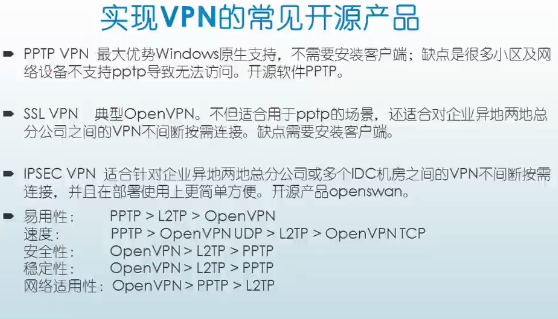 实现VPN的常见开源产品
PPTP VPN 最大优势Windows原生支持，不需要安装客户端；缺点是很多小区及网
络设备不支持pptp导致无法访问。开源软件PPTP。
SSL VPN 典型OpenVPN。不但适合用于pptp的场景，还适合对企业异地两地总
分公司之间的VPN不间断按需连接。缺点需要安装客户端。
IPSEC VPN 适合针对企业异地两地总分公司或多个IDC机房之间的VPN不间断按需
连接，并且在部署使用上更简单方便。开源产品openswan。
易用性： PPTP > L2TP > OpenVPN
速度： PPTP > OpenVPN UDP > L2TP > OpenVPN TCP
安全性： OpenVPN > L2TP > PPTP
稳定性： OpenVPN > L2TP > PPTP
网络适用性：OpenVPN > PPTP > L2TP